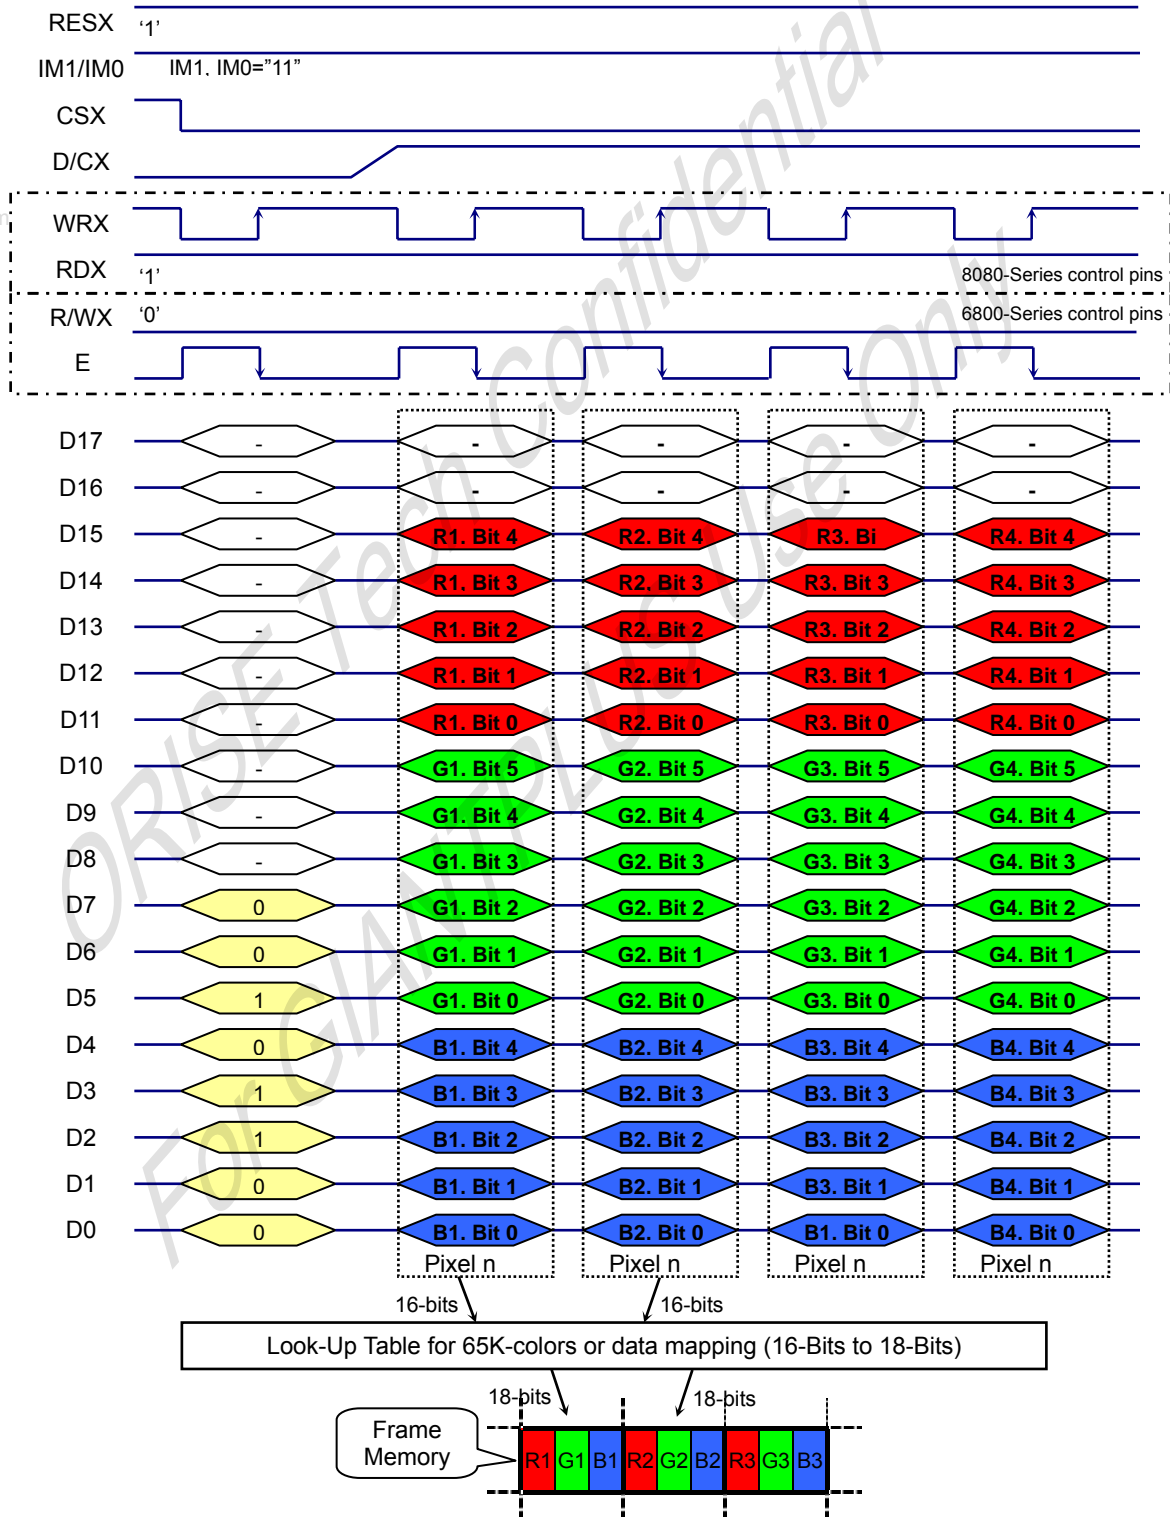 RESX '1'
IM1/IM0 IM1, IM0="11"
CSX
D/CX
WRX
RDX '1' 8080-Series control pins
R/WX '0' 6800-Series control pins
E
D17 - - - - -
D16 - - - - -
D15 - R1. Bit 4 R2. Bit 4 R3. Bi R4. Bit 4
D14 - R1. Bit 3 R2. Bit 3 R3. Bit 3 R4. Bit 3
D13 - R1. Bit 2 R2. Bit 2 R3. Bit 2 R4. Bit 2
D12 - R1. Bit 1 R2. Bit 1 R3. Bit 1 R4. Bit 1
D11 - R1. Bit 0 R2. Bit 0 R3. Bit 0 R4. Bit 0
D10 - G1. Bit 5 G2. Bit 5 G3. Bit 5 G4. Bit 5
D9 - G1. Bit 4 G2. Bit 4 G3. Bit 4 G4. Bit 4
D8 - G1. Bit 3 G2. Bit 3 G3. Bit 3 G4. Bit 3
D7 0 G1. Bit 2 G2. Bit 2 G3. Bit 2 G4. Bit 2
D6 0 G1. Bit 1 G2. Bit 1 G3. Bit 1 G4. Bit 1
D5 1 G1. Bit 0 G2. Bit 0 G3. Bit 0 G4. Bit 0
D4 0 B1. Bit 4 B2. Bit 4 B3. Bit 4 B4. Bit 4
D3 1 B1. Bit 3 B2. Bit 3 B3. Bit 3 B4. Bit 3
D2 1 B1. Bit 2 B2. Bit 2 B3. Bit 2 B4. Bit 2
D1 0 B1. Bit 1 B2. Bit 1 B3. Bit 1 B4. Bit 1
D0 0 B1. Bit 0 B2. Bit 0 B1. Bit 0 B4. Bit 0
Pixel n Pixel n Pixel n Pixel n
16-bits 16-bits
Look-Up Table for 65K-colors or data mapping (16-Bits to 18-Bits)
18-bits 18-bits
Frame
Memory
R1 G1 B1 R2 G2 B2 R3 G3 B3
ORISE Tech Confidential
For GIANTPLUS Use Only